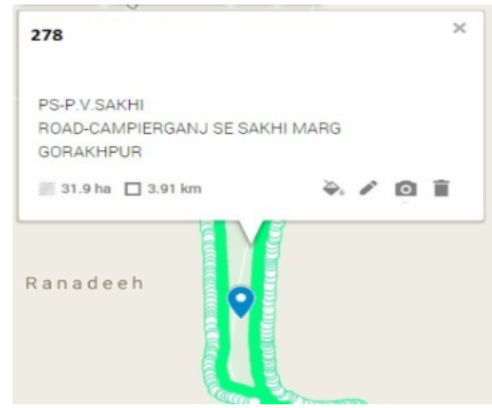 278
PS-P.V.SAKHI
ROAD-CAMPIERGANJ SE SAKHI MARG
GORAKHPUR
31.9 ha 3.91 km
Ranadeeh